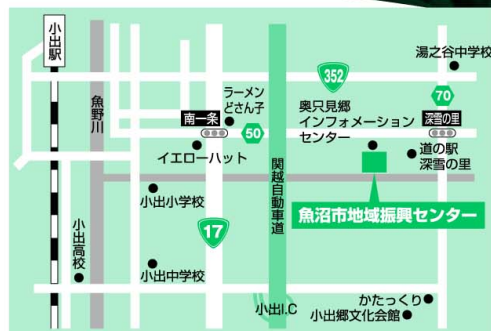 小出駅
魚野川
湯之谷中学校
352
ラーメン
どさん子
70
南一条
奥只見郷
インフォメーション
センター
深雪の里
50
イエローハット
関越自動車道
道の駅
深雪の里
小出小学校
魚沼市地域振興センター
小出高校
17
小出中学校
小出I.C
かたっくり
小出郷文化会館